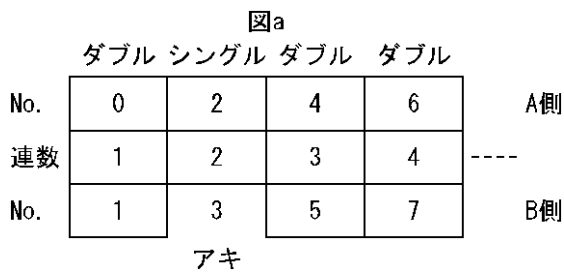 図a
ダブル シングル ダブル ダブル
No. 0 2 4 6 A側
連数 1 2 3 4 ----
No. 1 3 5 7 B側
アキ